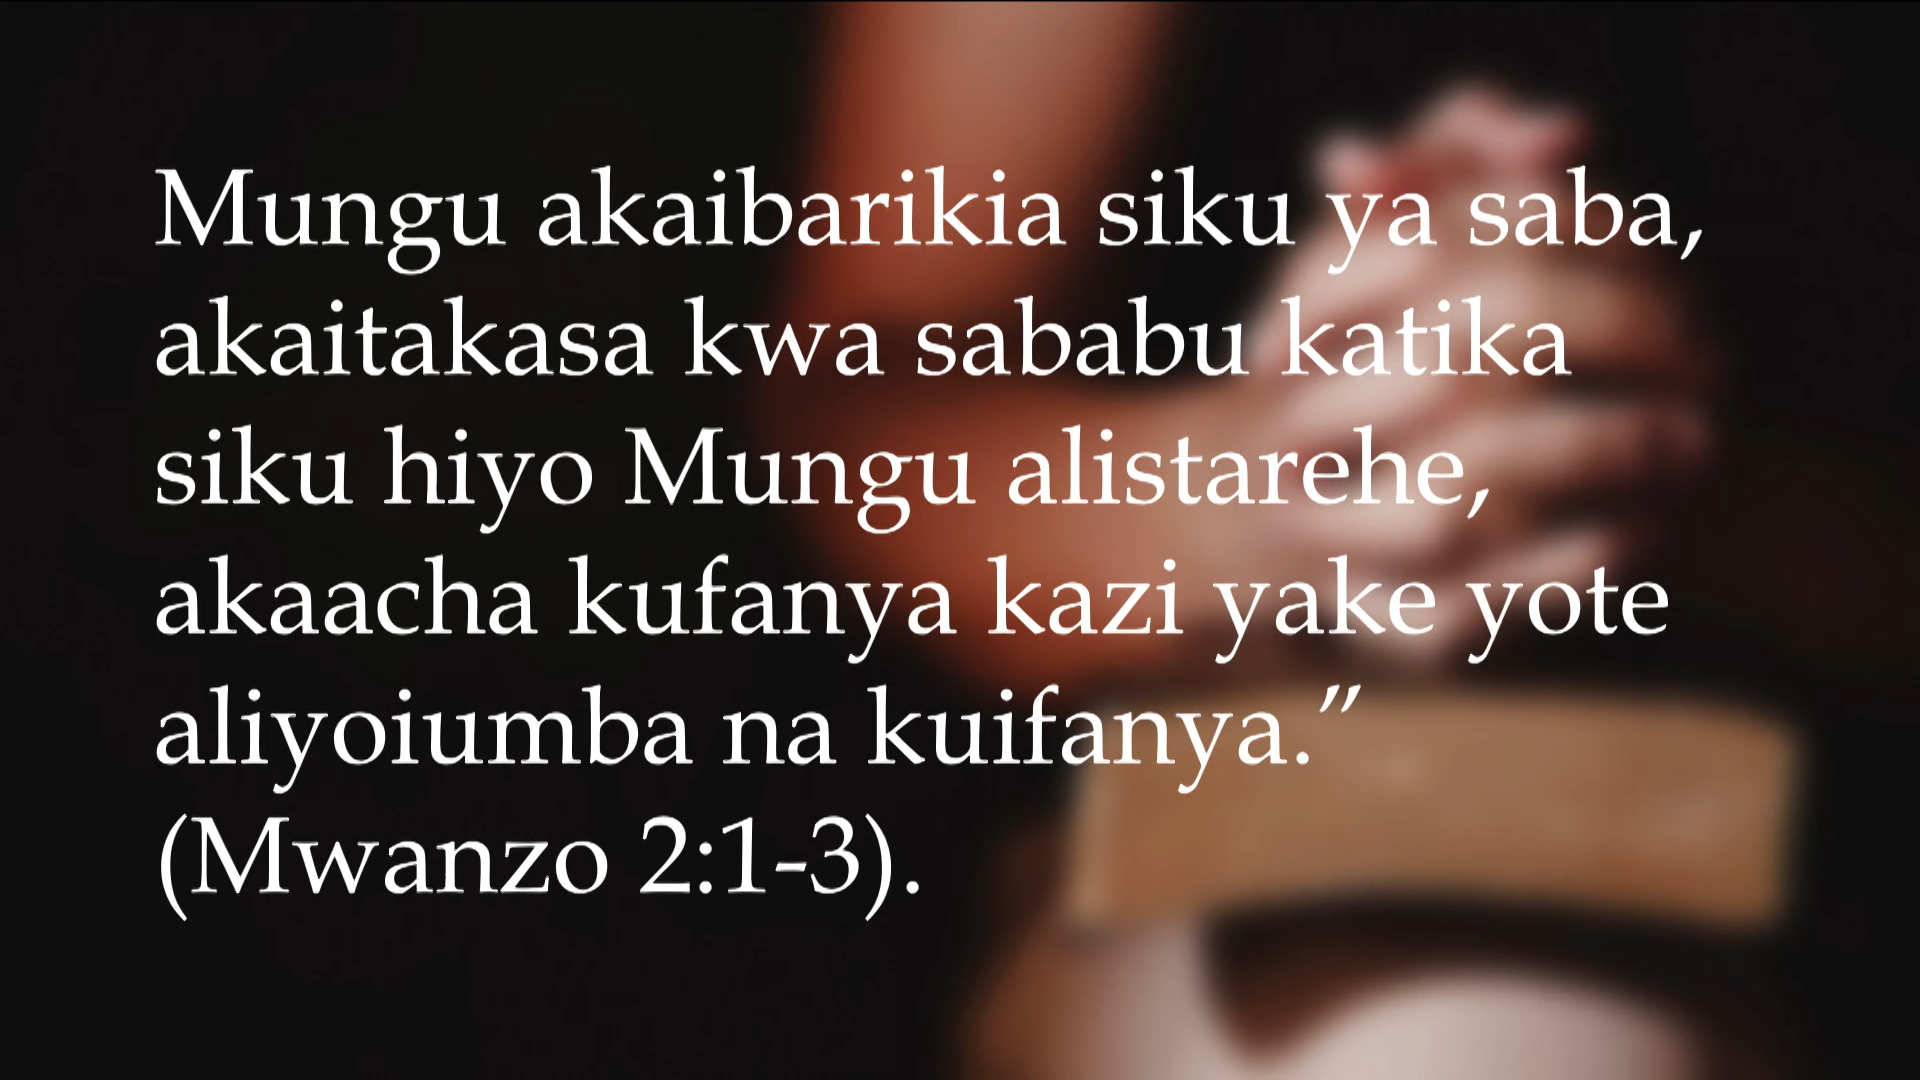 Mungu akaibarikia siku ya saba,
akaitakasa kwa sababu katika
siku hiyo Mungu alistarehe,
akaacha kufanya kazi yake yote
aliyoiumba na kuifanya.”
(Mwanzo 2:1-3).